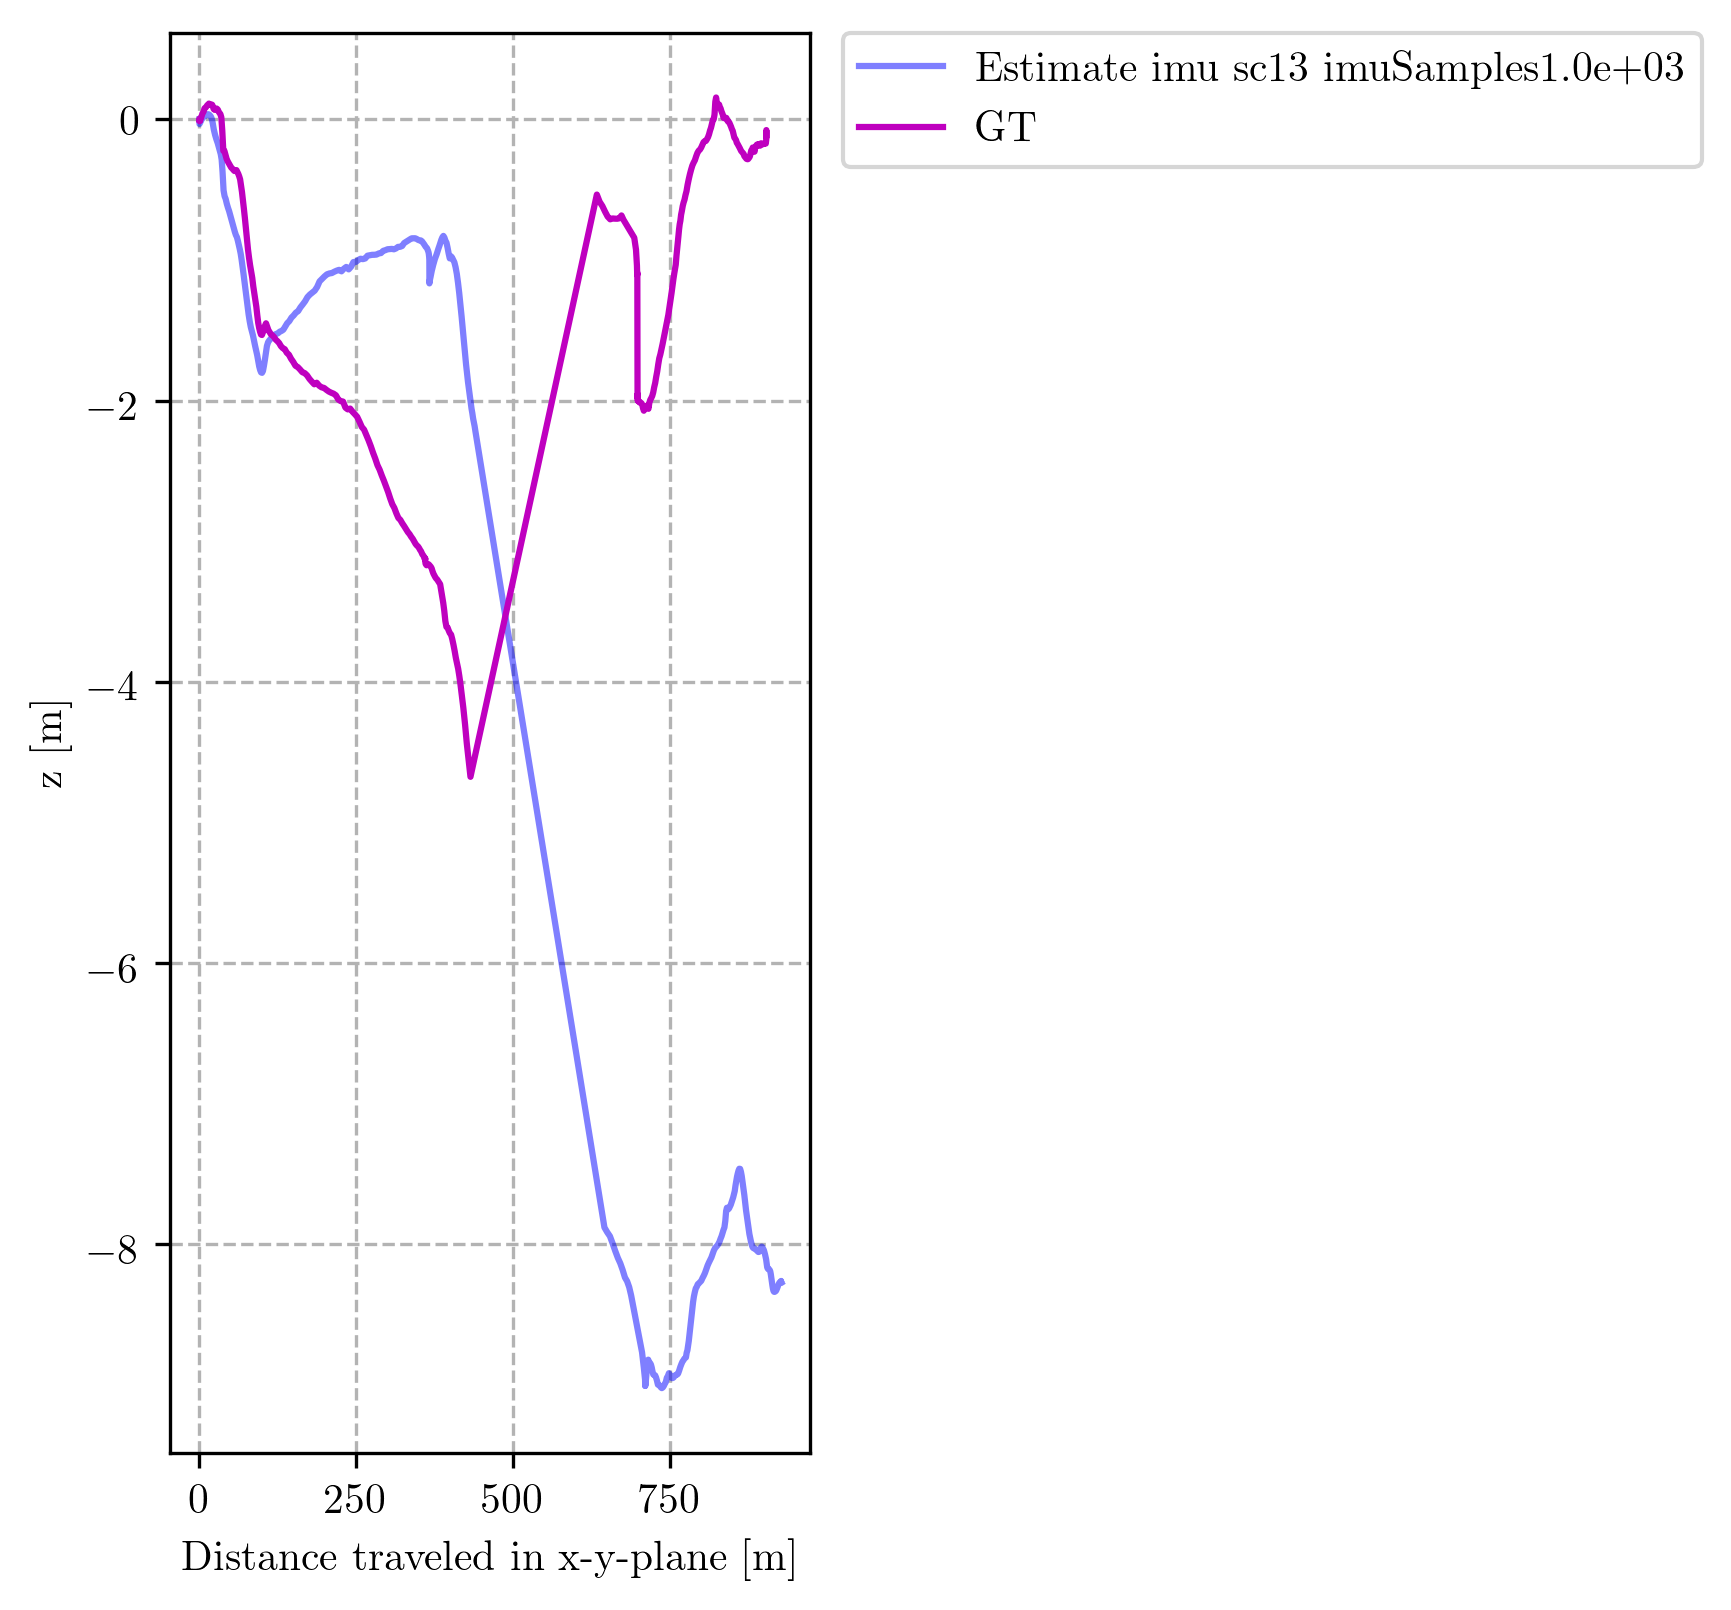 Estimate imu sc13 imuSamples1.0e+03
GT
0
−2
−4
−6
−8
z [m]
0 250 500 750
Distance traveled in x-y-plane [m]